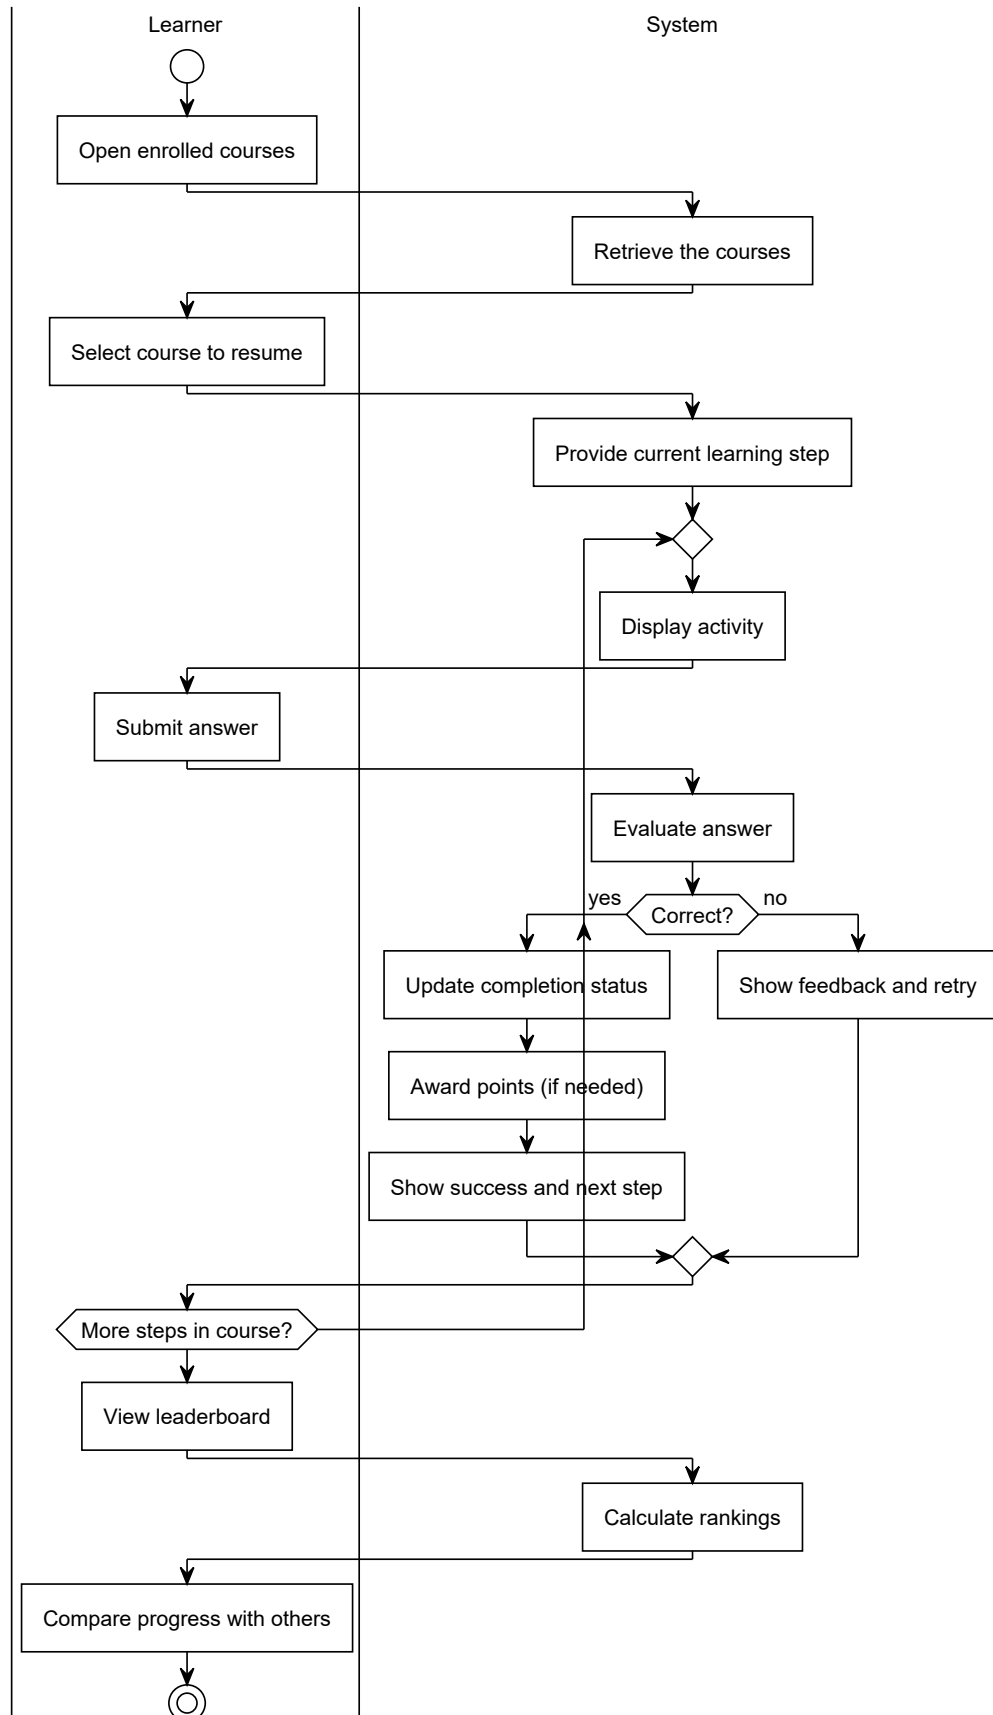 Learner
System
Open enrolled courses
Retrieve the courses
Select course to resume
Provide current learning step
Display activity
Submit answer
Evaluate answer
yes
Correct?
no
Update completion status
Show feedback and retry
Award points (if needed)
Show success and next step
More steps in course?
View leaderboard
Calculate rankings
Compare progress with others